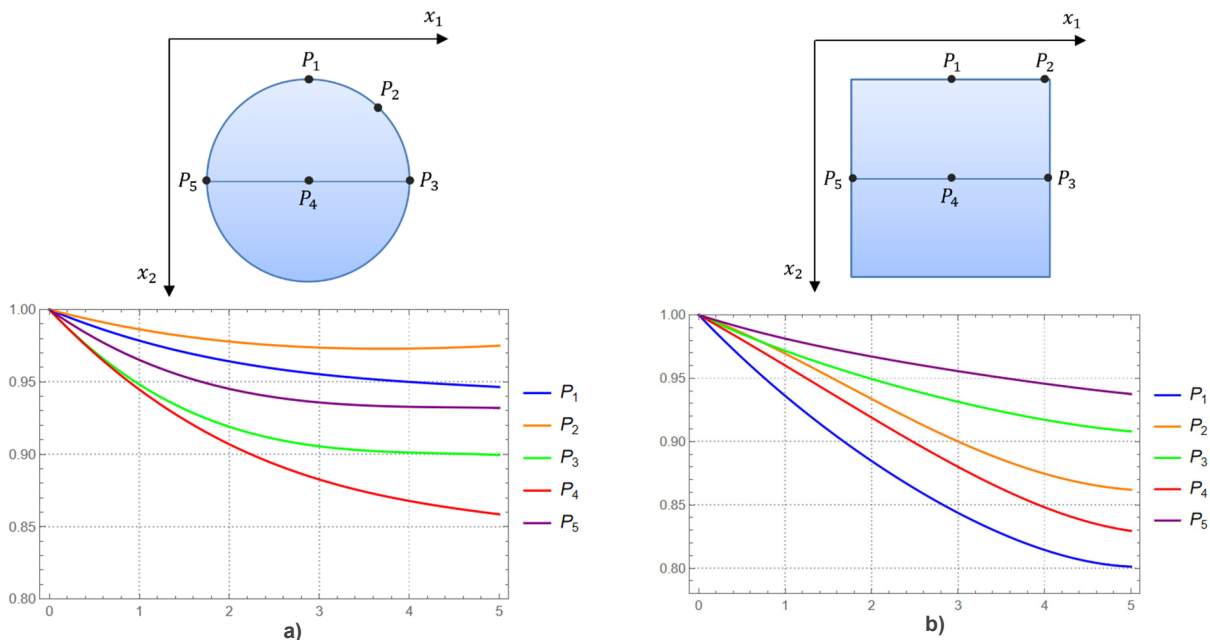 x₁
P₁
P₂
P₅
P₄
P₃
x₂
1.00
0.95
0.90
0.85
0.80
0 1 2 3 4 5
P₁
P₂
P₃
P₄
P₅
a)
x₁
P₁
P₂
P₅
P₄
P₃
x₂
1.00
0.95
0.90
0.85
0.80
0 1 2 3 4 5
P₁
P₂
P₃
P₄
P₅
b)